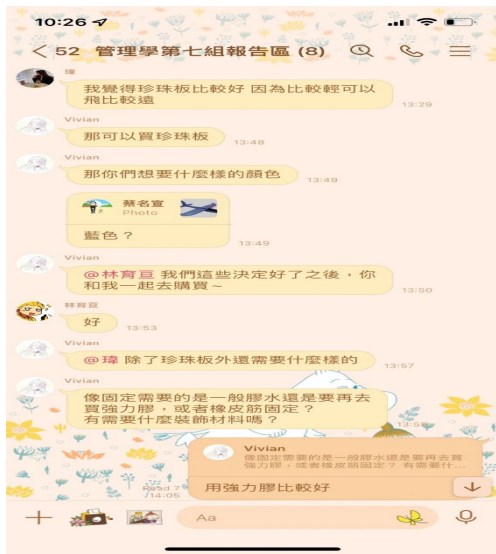 10:26
52 管理學第七組報告區 (8)
瑋
我覺得珍珠板比較好 因為比較輕可以
飛比較遠
13:29
Vivian
那可以買珍珠板
13:48
Vivian
那你們想要什麼樣的顏色
13:49
蔡名宣
Photo
藍色？
13:49
Vivian
@林育亘 我們這些決定好了之後，你
和我一起去購買～
13:50
林育亘
好
13:53
Vivian
@瑋 除了珍珠板外還需要什麼樣的
13:57
Vivian
像固定需要的是一般膠水還是要再去
買強力膠，或者橡皮筋固定？
有需要什麼裝飾材料嗎？
Vivian
像固定需要的是一般膠水還是要再去買
強力膠，或者橡皮筋固定？ 有需要什...
Read 7
14:05
用強力膠比較好
Aa